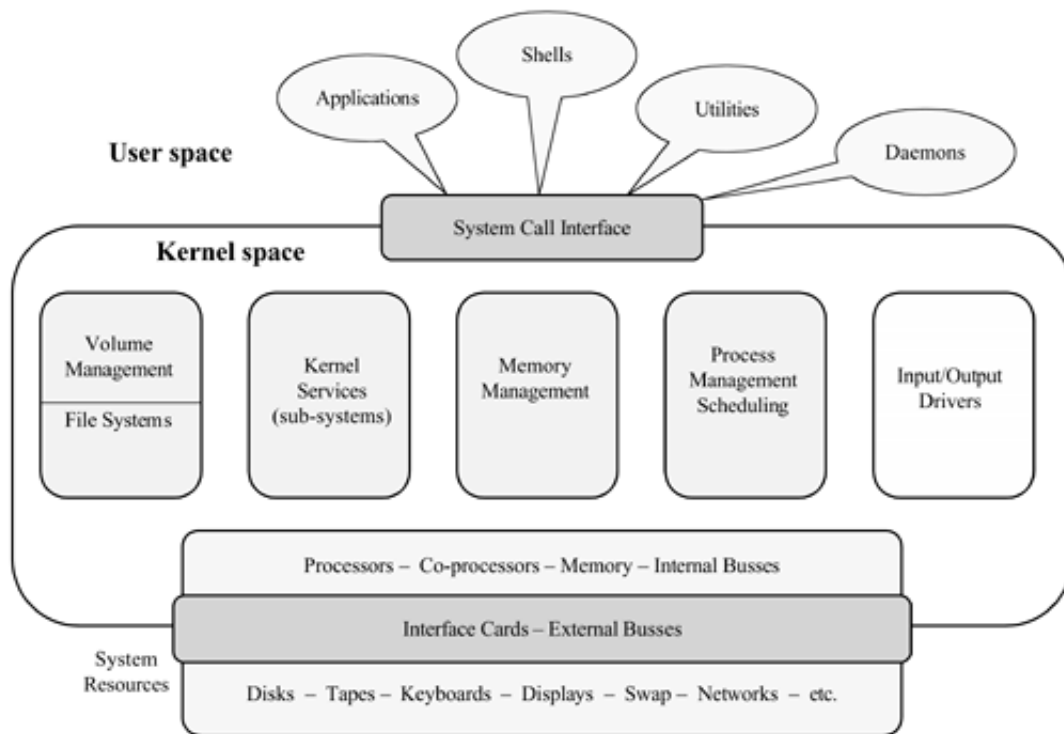 Shells
Applications
Utilities
User space
Daemons
System Call Interface
Kernel space
Volume
Management
File Systems
Kernel
Services
(sub-systems)
Memory
Management
Process
Management
Scheduling
Input/Output
Drivers
Processors – Co-processors – Memory – Internal Busses
Interface Cards – External Busses
System
Resources
Disks – Tapes – Keyboards – Displays – Swap – Networks – etc.